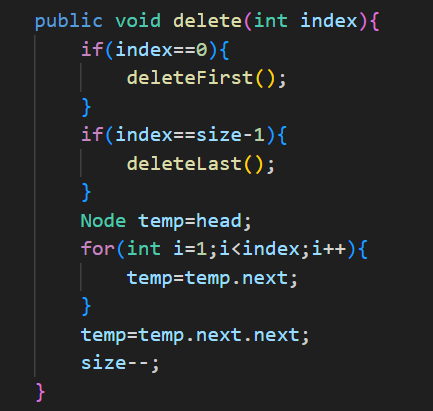 public void delete(int index){
if(index==0){
deleteFirst();
}
if(index==size-1){
deleteLast();
}
Node temp=head;
for(int i=1;i<index;i++){
temp=temp.next;
}
temp=temp.next.next;
size--;
}